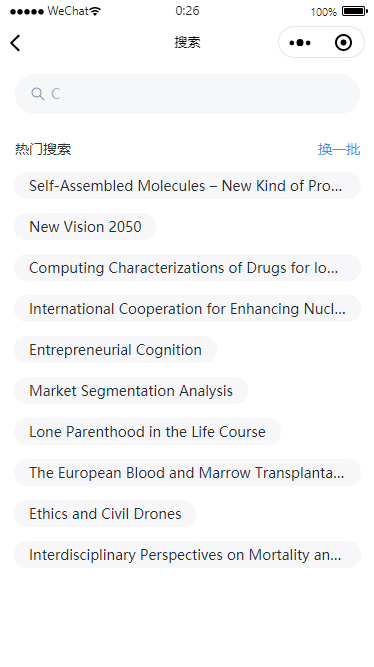 WeChat 0:26 100%
搜索
C
热门搜索 换一批
Self-Assembled Molecules – New Kind of Pro...
New Vision 2050
Computing Characterizations of Drugs for Io...
International Cooperation for Enhancing Nucl...
Entrepreneurial Cognition
Market Segmentation Analysis
Lone Parenthood in the Life Course
The European Blood and Marrow Transplanta...
Ethics and Civil Drones
Interdisciplinary Perspectives on Mortality an...